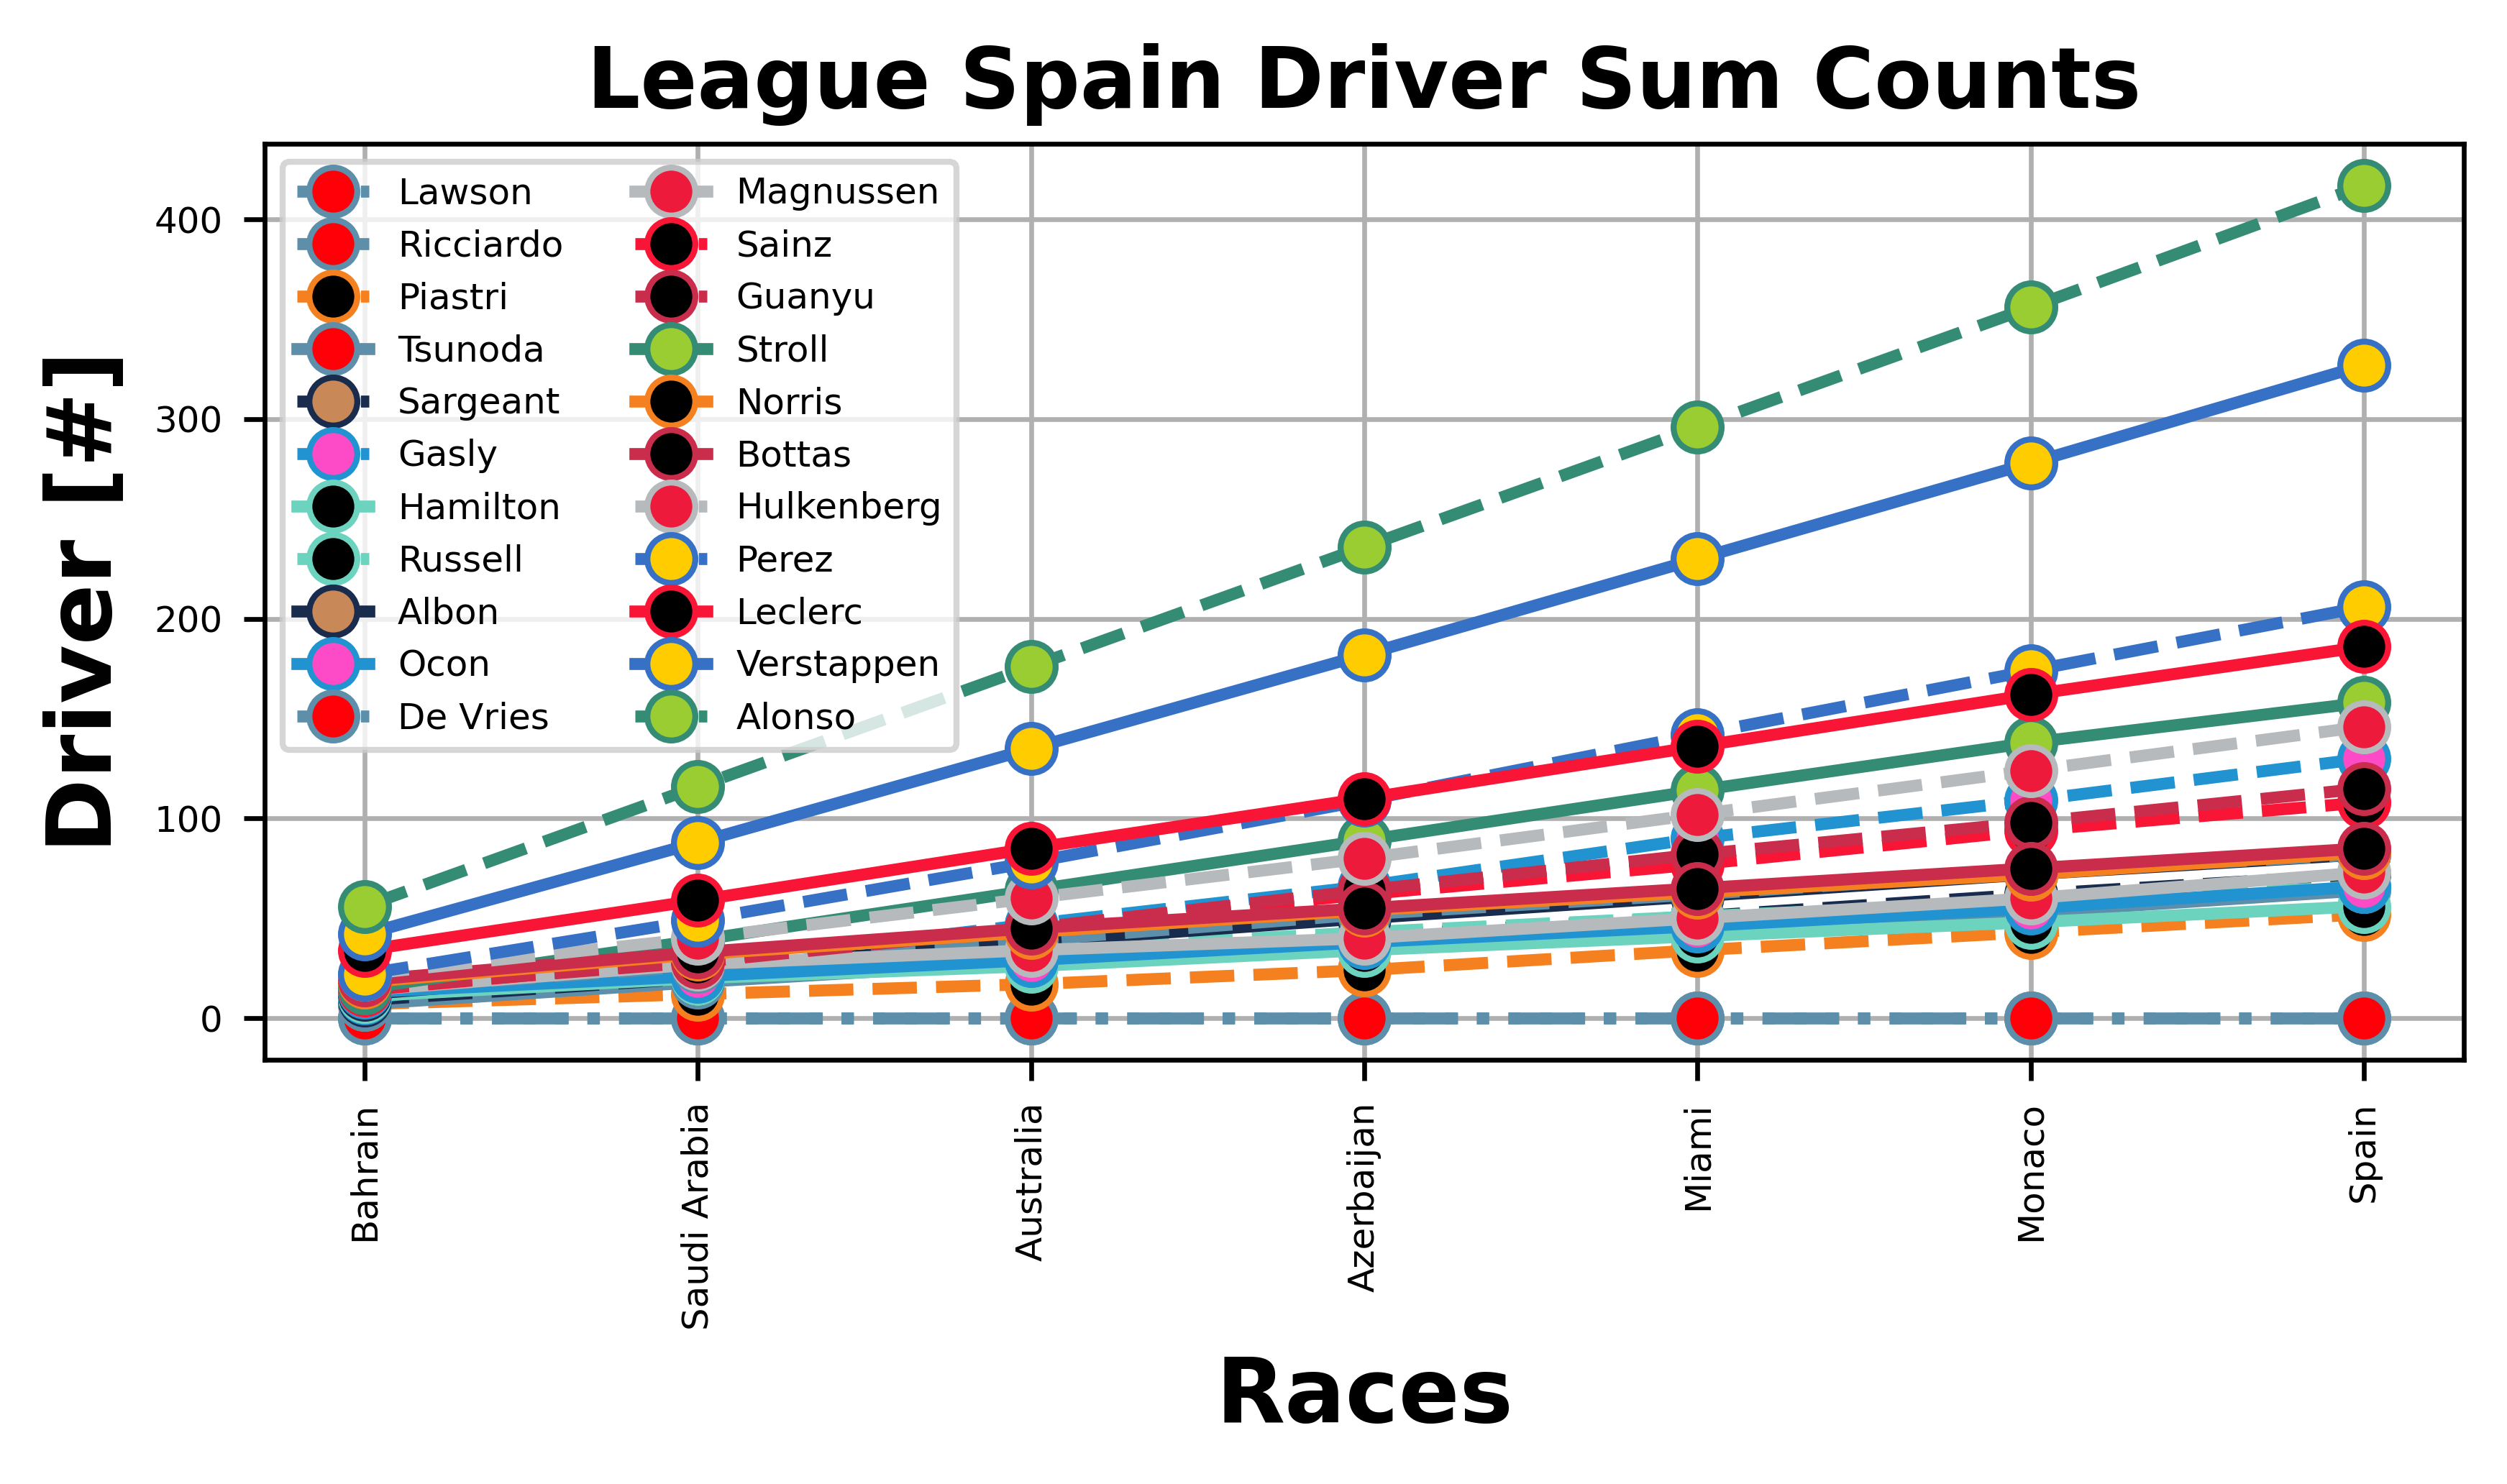 League Spain Driver Sum Counts
Driver [#]
400
300
200
100
0
Lawson
Ricciardo
Piastri
Tsunoda
Sargeant
Gasly
Hamilton
Russell
Albon
Ocon
De Vries
Magnussen
Sainz
Guanyu
Stroll
Norris
Bottas
Hulkenberg
Perez
Leclerc
Verstappen
Alonso
Bahrain
Saudi Arabia
Australia
Azerbaijan
Miami
Monaco
Spain
Races